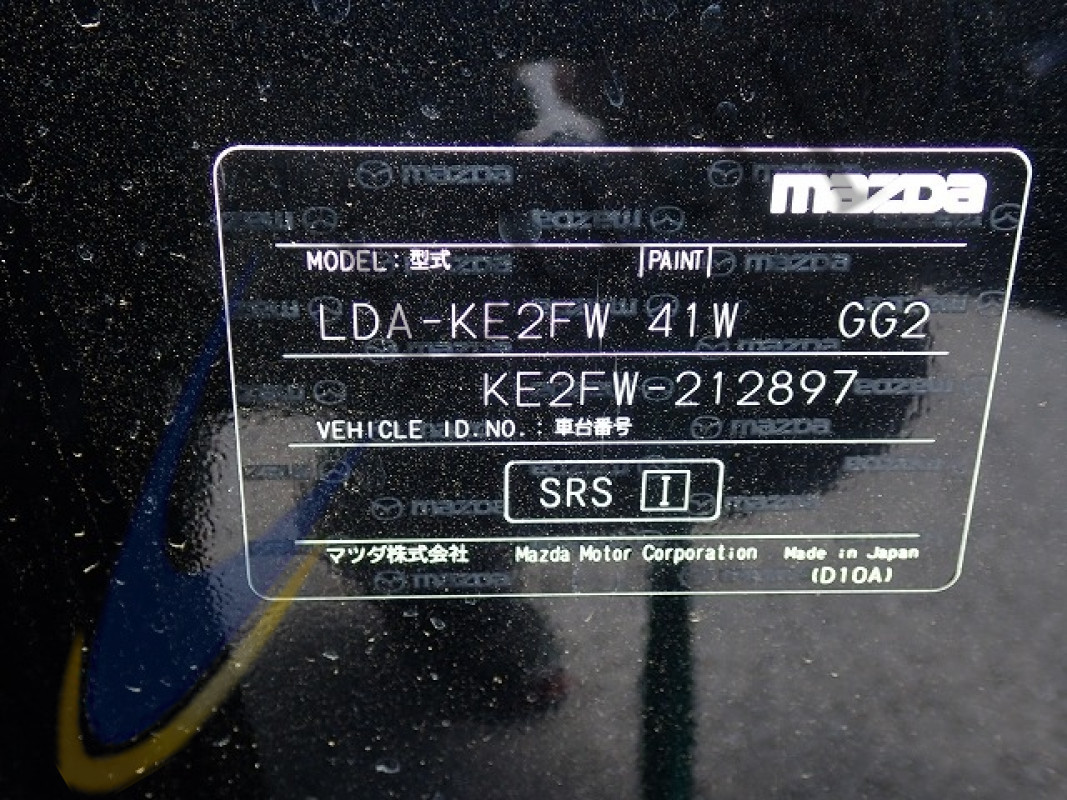 mazDa
MODEL: 型式 PAINT
LDA-KE2FW 41W GG2
KE2FW-212897
VEHICLE ID.NO.: 車台番号
SRS I
マツダ株式会社 Mazda Motor Corporation Made in Japan
(D10A)